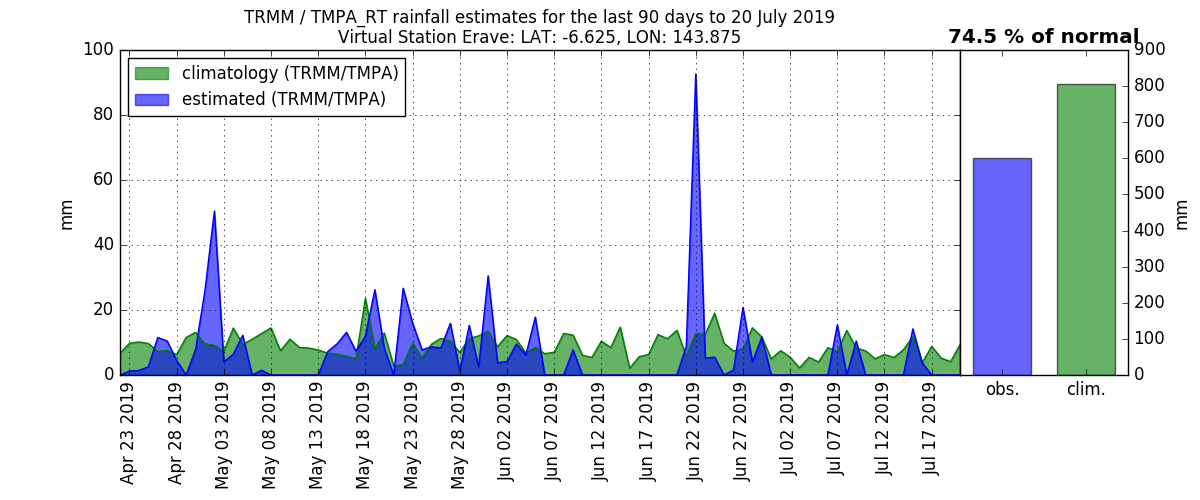 TRMM / TMPA_RT rainfall estimates for the last 90 days to 20 July 2019
Virtual Station Erave: LAT: -6.625, LON: 143.875
74.5 % of normal
climatology (TRMM/TMPA)
estimated (TRMM/TMPA)
mm
100
80
60
40
20
0
Apr 23 2019
Apr 28 2019
May 03 2019
May 08 2019
May 13 2019
May 18 2019
May 23 2019
May 28 2019
Jun 02 2019
Jun 07 2019
Jun 12 2019
Jun 17 2019
Jun 22 2019
Jun 27 2019
Jul 02 2019
Jul 07 2019
Jul 12 2019
Jul 17 2019
obs.
clim.
900
800
700
600
500
400
300
200
100
0
mm